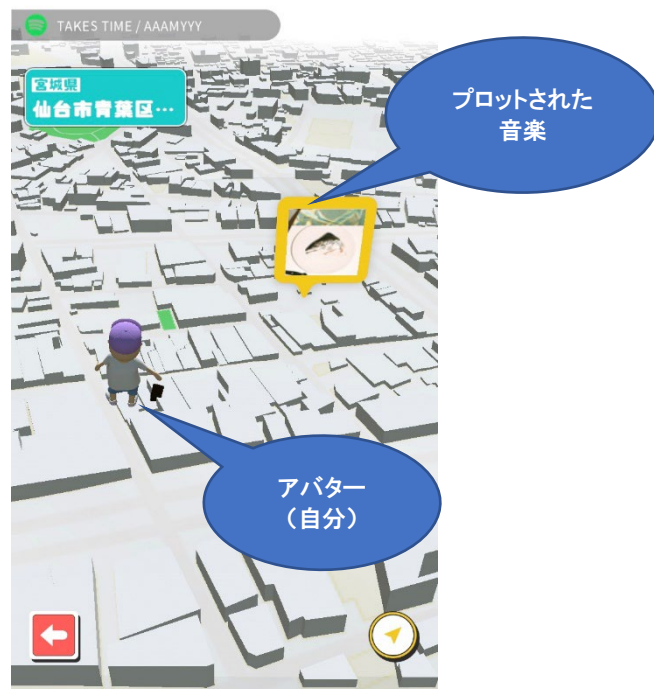 TAKES TIME / AAAMYYY
宮城県
仙台市青葉区…
プロットされた
音楽
アバター
（自分）